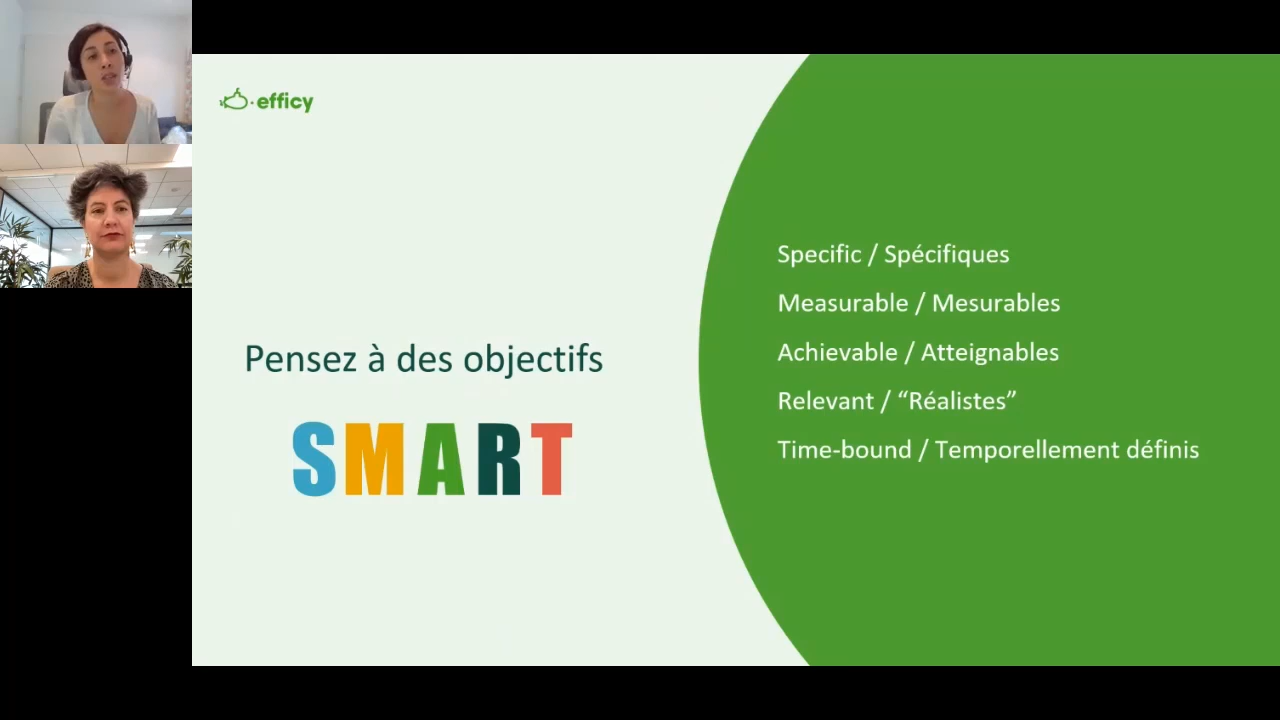 efficy
Pensez à des objectifs
SMART
Specific / Spécifiques
Measurable / Mesurables
Achievable / Atteignables
Relevant / “Réalistes”
Time-bound / Temporellement définis